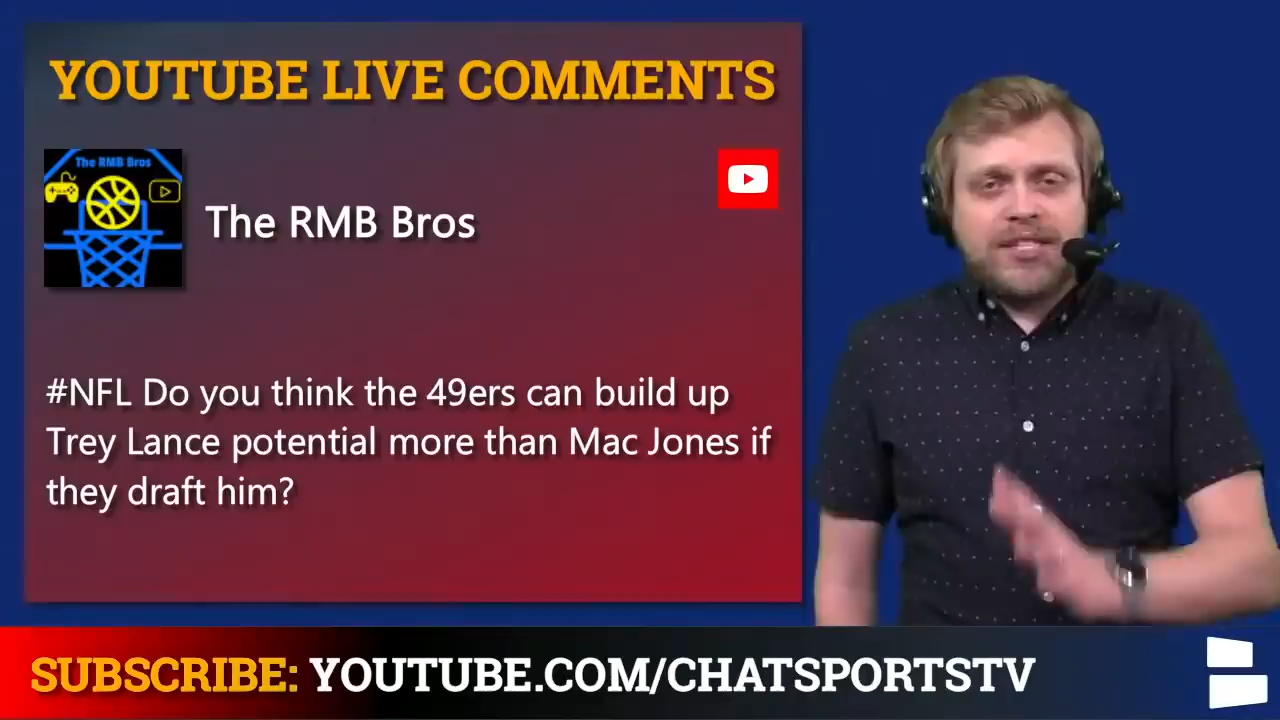 YOUTUBE LIVE COMMENTS
The RMB Bros
The RMB Bros
#NFL Do you think the 49ers can build up
Trey Lance potential more than Mac Jones if
they draft him?
SUBSCRIBE: YOUTUBE.COM/CHATSPORTSTV